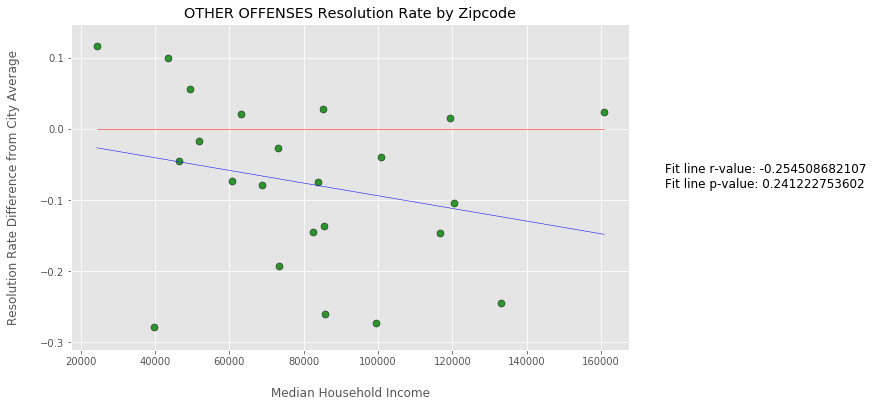 OTHER OFFENSES Resolution Rate by Zipcode
Resolution Rate Difference from City Average
0.1
0.0
−0.1
−0.2
−0.3
20000 40000 60000 80000 100000 120000 140000 160000
Median Household Income
Fit line r-value: -0.254508682107
Fit line p-value: 0.241222753602